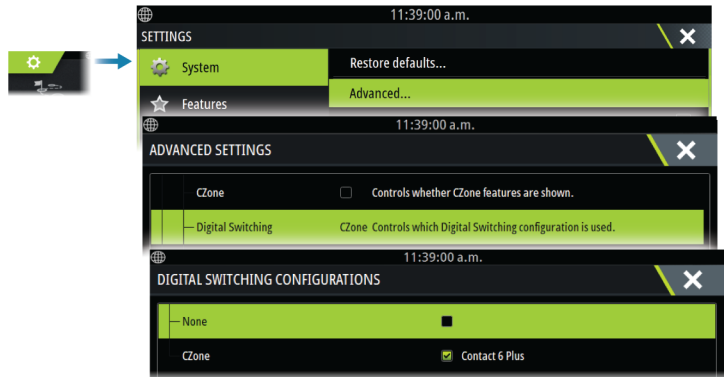 11:39:00 a.m.
SETTINGS
System
Restore defaults...
Features
Advanced...
11:39:00 a.m.
ADVANCED SETTINGS
CZone Controls whether CZone features are shown.
Digital Switching CZone Controls which Digital Switching configuration is used.
11:39:00 a.m.
DIGITAL SWITCHING CONFIGURATIONS
None
CZone Contact 6 Plus